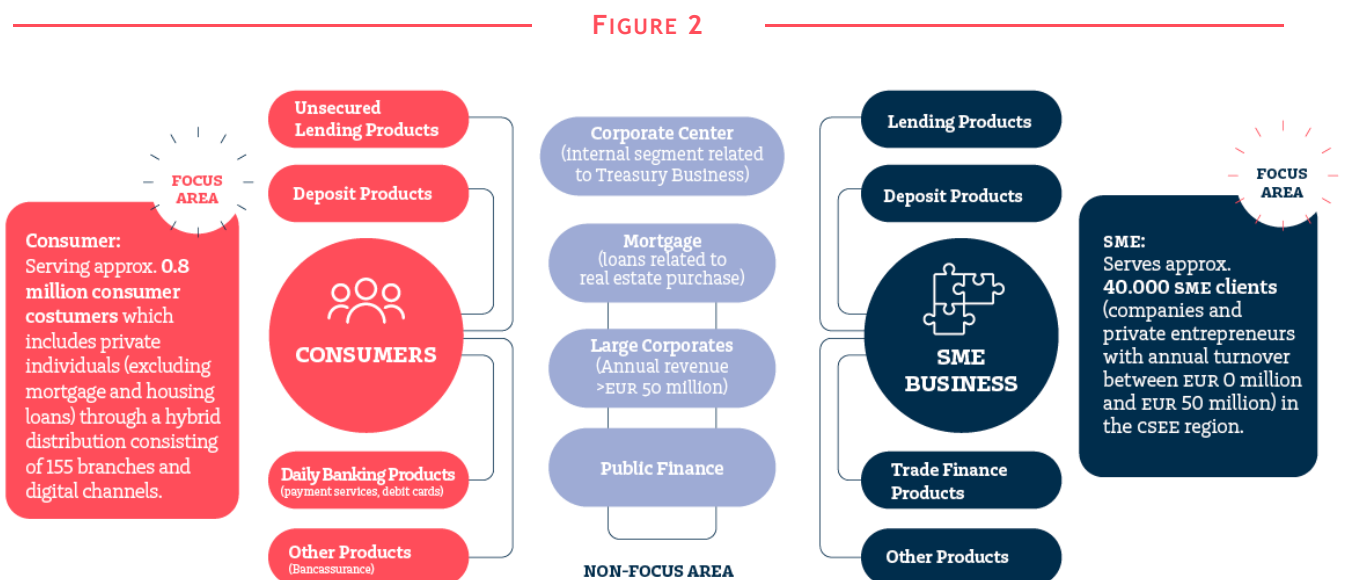 FIGURE 2
FOCUS
AREA
Consumer:
Serving approx. 0.8
million consumer
costumers which
includes private
individuals (excluding
mortgage and housing
loans) through a hybrid
distribution consisting
of 155 branches and
digital channels.
Unsecured
Lending Products
Deposit Products
CONSUMERS
Daily Banking Products
(payment services, debit cards)
Other Products
(Bancassurance)
Corporate Center
(internal segment related
to Treasury Business)
Mortgage
(loans related to
real estate purchase)
Large Corporates
(Annual revenue
>EUR 50 million)
Public Finance
NON-FOCUS AREA
Lending Products
Deposit Products
SME
BUSINESS
Trade Finance
Products
Other Products
FOCUS
AREA
SME:
Serves approx.
40.000 SME clients
(companies and
private entrepreneurs
with annual turnover
between EUR 0 million
and EUR 50 million) in
the CSEE region.